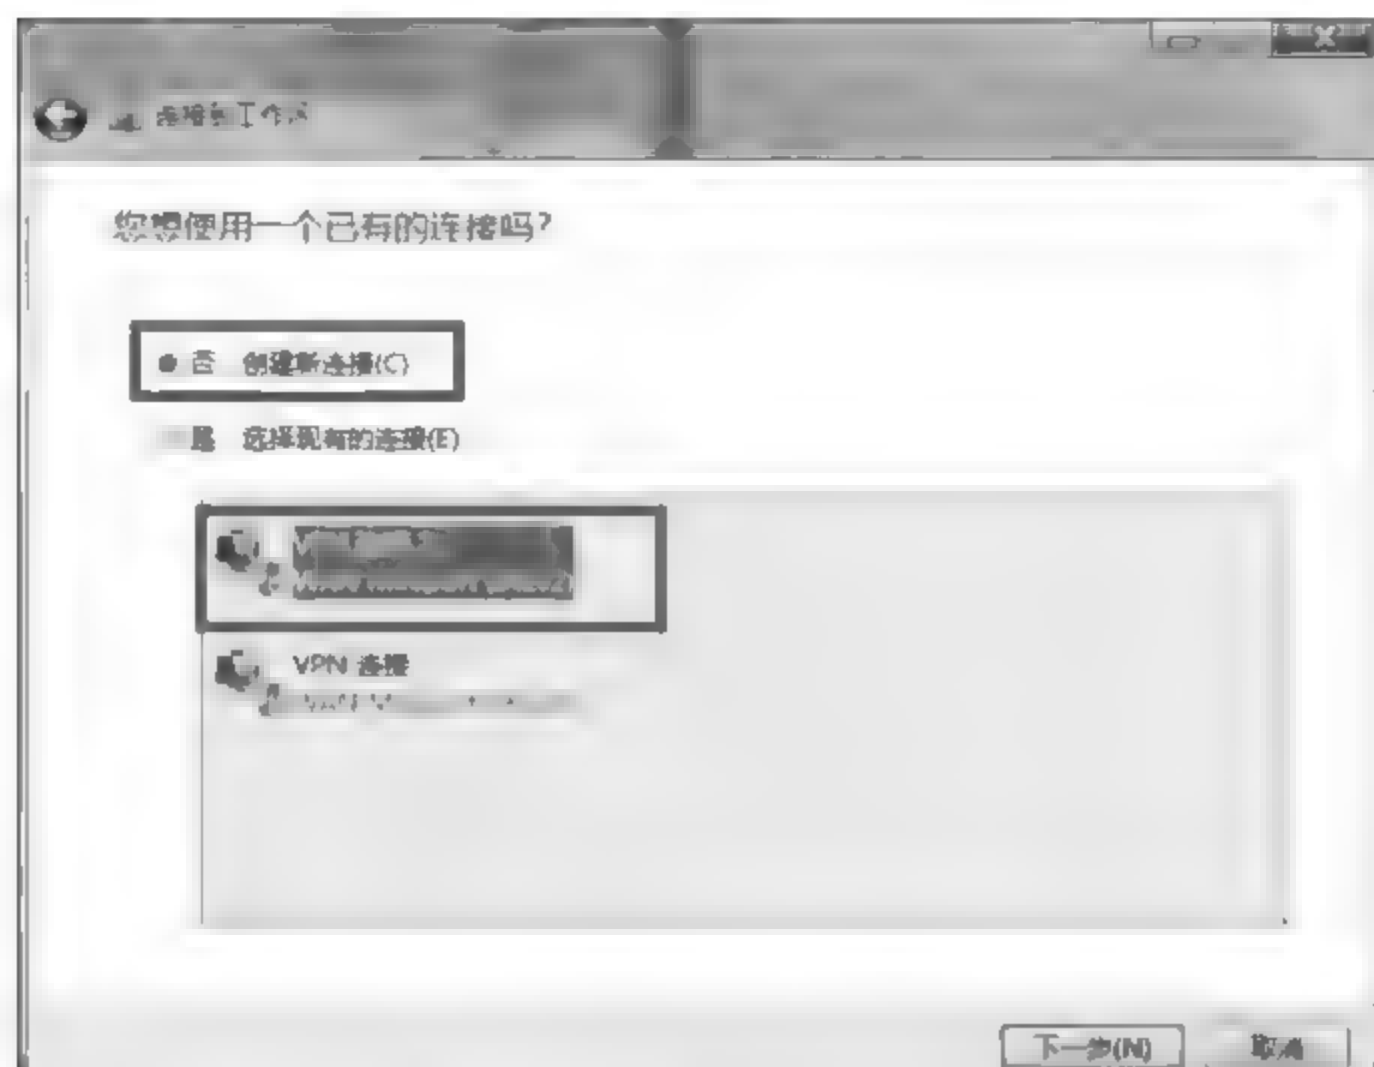 连接到工作区
您想使用一个已有的连接吗?
否 创建新连接(C)
是 选择现有的连接(E)
VPN 连接
下一步(N)
取消